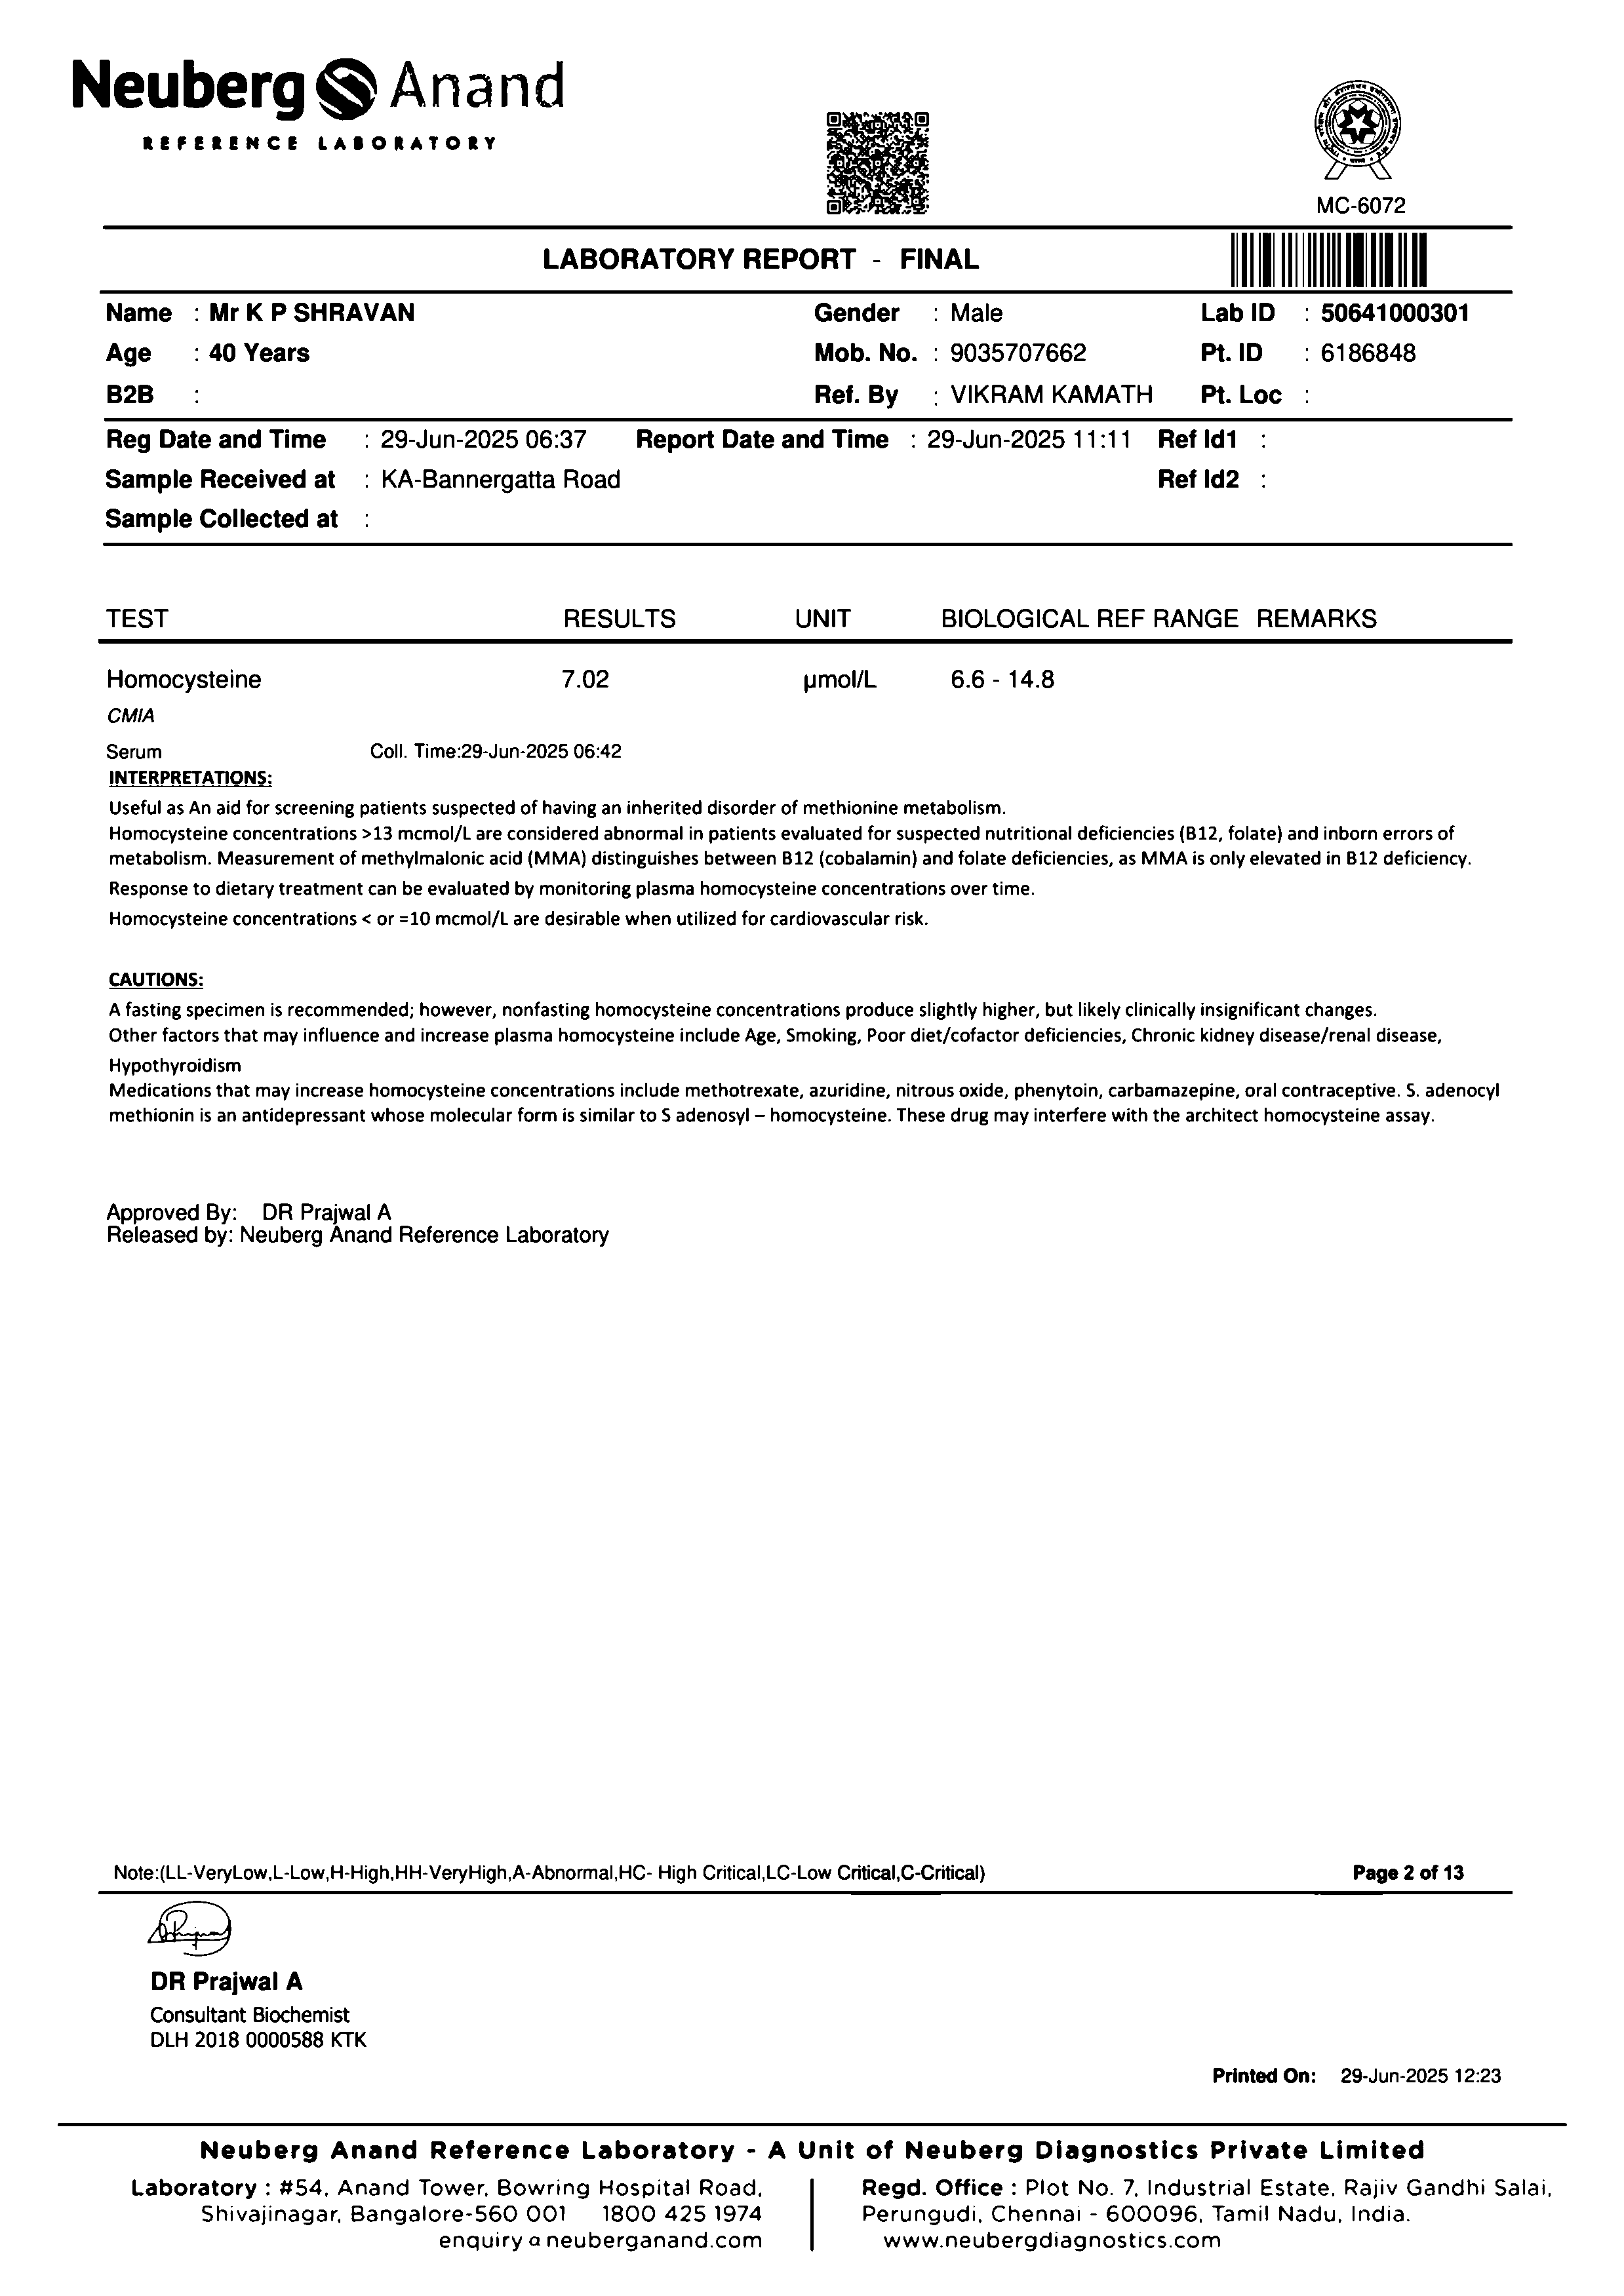 Neuberg Anand
REFERENCE LABORATORY
MC-6072
LABORATORY REPORT - FINAL
Name : Mr K P SHRAVAN Gender : Male Lab ID : 50641000301
Age : 40 Years Mob. No. : 9035707662 Pt. ID : 6186848
B2B : Ref. By : VIKRAM KAMATH Pt. Loc :
Reg Date and Time : 29-Jun-2025 06:37 Report Date and Time : 29-Jun-2025 11:11 Ref Id1 :
Sample Received at : KA-Bannergatta Road Ref Id2 :
Sample Collected at :
TEST RESULTS UNIT BIOLOGICAL REF RANGE REMARKS
Homocysteine 7.02 µmol/L 6.6 - 14.8
CMIA
Serum Coll. Time:29-Jun-2025 06:42
INTERPRETATIONS:
Useful as An aid for screening patients suspected of having an inherited disorder of methionine metabolism.
Homocysteine concentrations >13 mcmol/L are considered abnormal in patients evaluated for suspected nutritional deficiencies (B12, folate) and inborn errors of
metabolism. Measurement of methylmalonic acid (MMA) distinguishes between B12 (cobalamin) and folate deficiencies, as MMA is only elevated in B12 deficiency.
Response to dietary treatment can be evaluated by monitoring plasma homocysteine concentrations over time.
Homocysteine concentrations < or =10 mcmol/L are desirable when utilized for cardiovascular risk.
CAUTIONS:
A fasting specimen is recommended; however, nonfasting homocysteine concentrations produce slightly higher, but likely clinically insignificant changes.
Other factors that may influence and increase plasma homocysteine include Age, Smoking, Poor diet/cofactor deficiencies, Chronic kidney disease/renal disease,
Hypothyroidism
Medications that may increase homocysteine concentrations include methotrexate, azuridine, nitrous oxide, phenytoin, carbamazepine, oral contraceptive. S. adenocyl
methionin is an antidepressant whose molecular form is similar to S adenosyl – homocysteine. These drug may interfere with the architect homocysteine assay.
Approved By: DR Prajwal A
Released by: Neuberg Anand Reference Laboratory
Note:(LL-VeryLow,L-Low,H-High,HH-VeryHigh,A-Abnormal,HC- High Critical,LC-Low Critical,C-Critical) Page 2 of 13
DR Prajwal A
Consultant Biochemist
DLH 2018 0000588 KTK
Printed On: 29-Jun-2025 12:23
Neuberg Anand Reference Laboratory - A Unit of Neuberg Diagnostics Private Limited
Laboratory : #54, Anand Tower, Bowring Hospital Road, Regd. Office : Plot No. 7, Industrial Estate, Rajiv Gandhi Salai,
Shivajinagar, Bangalore-560 001 1800 425 1974 Perungudi, Chennai - 600096, Tamil Nadu, India.
enquiry@neuberganand.com www.neubergdiagnostics.com